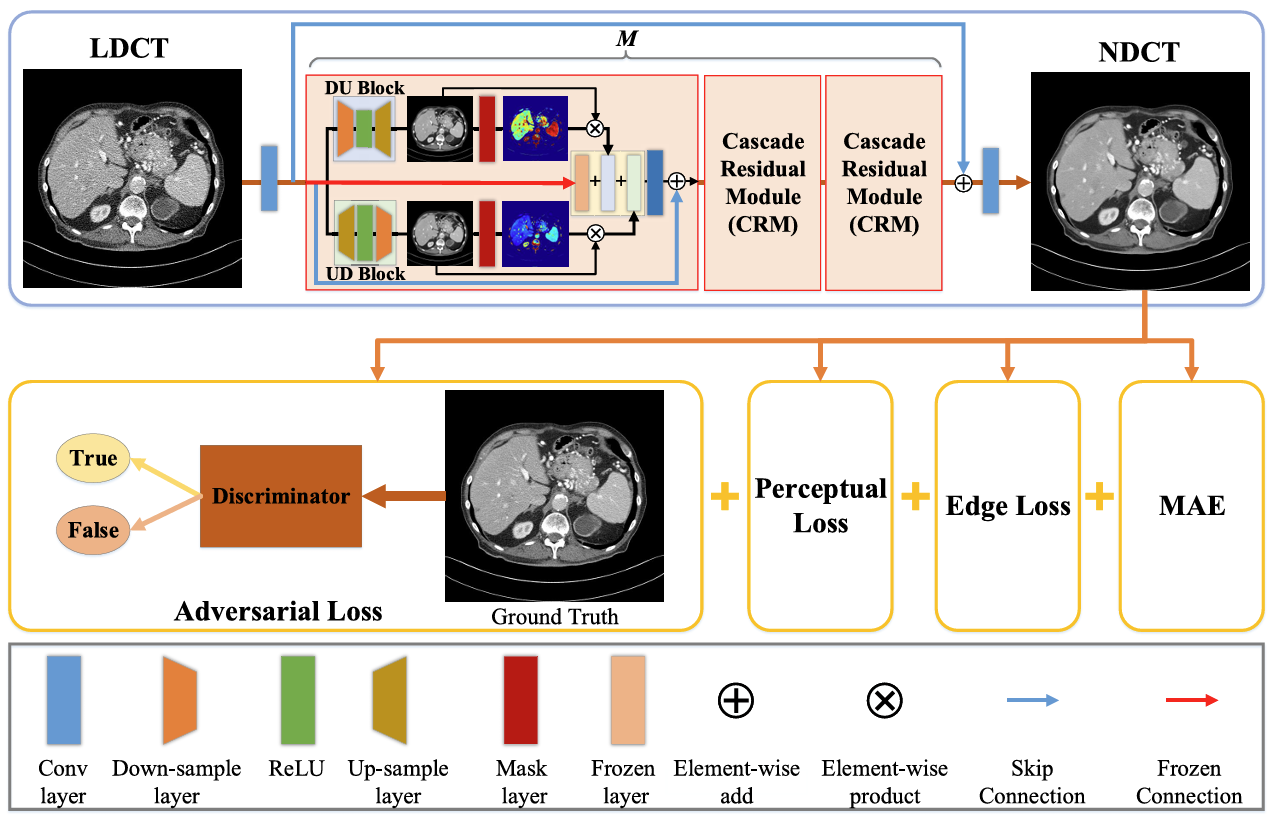 LDCT
M
NDCT
DU Block
UD Block
Cascade
Residual
Module
(CRM)
Cascade
Residual
Module
(CRM)
True
False
Discriminator
Adversarial Loss
Ground Truth
Perceptual
Loss
Edge Loss
MAE
Conv
layer
Down-sample
layer
ReLU
Up-sample
layer
Mask
layer
Frozen
layer
Element-wise
add
Element-wise
product
Skip
Connection
Frozen
Connection